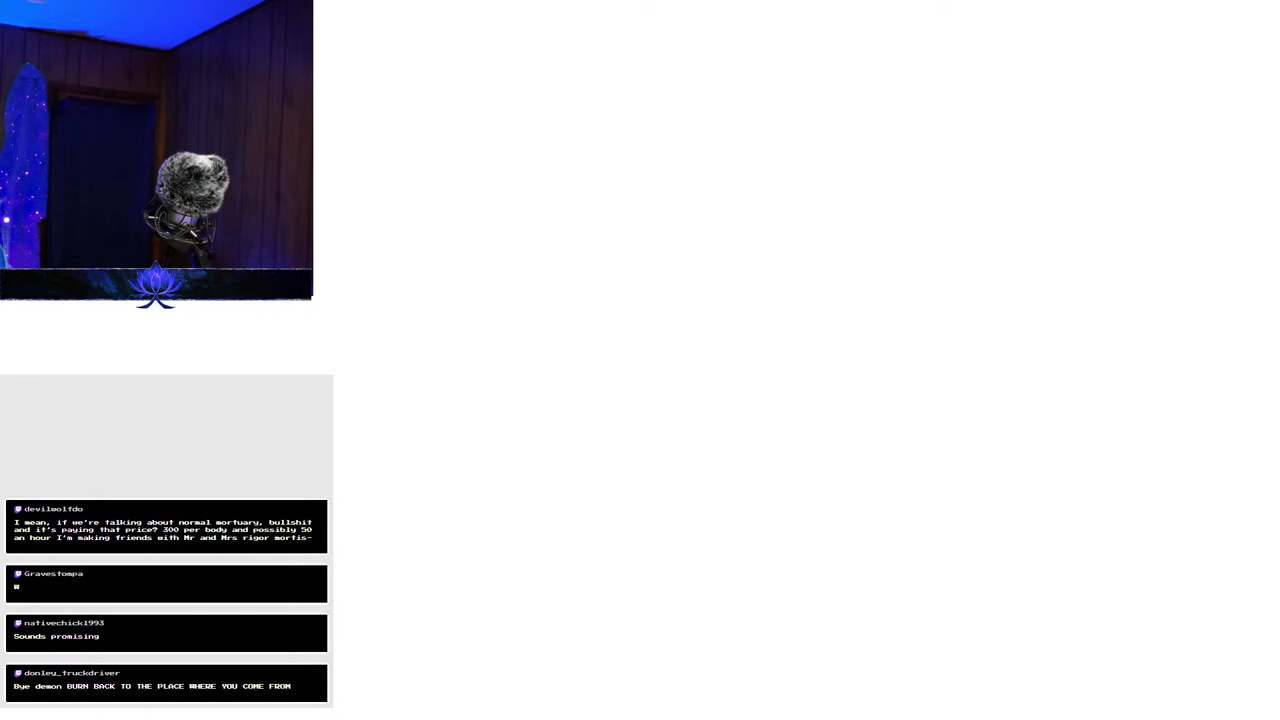 devilwolfdo
I mean, if we're talking about normal mortuary, bullshit
and it's paying that price? 300 per body and possibly 50
an hour I'm making friends with Mr and Mrs rigor mortis-
Gravestompa
W
nativechick1993
Sounds promising
donley_truckdriver
Bye demon BURN BACK TO THE PLACE WHERE YOU COME FROM